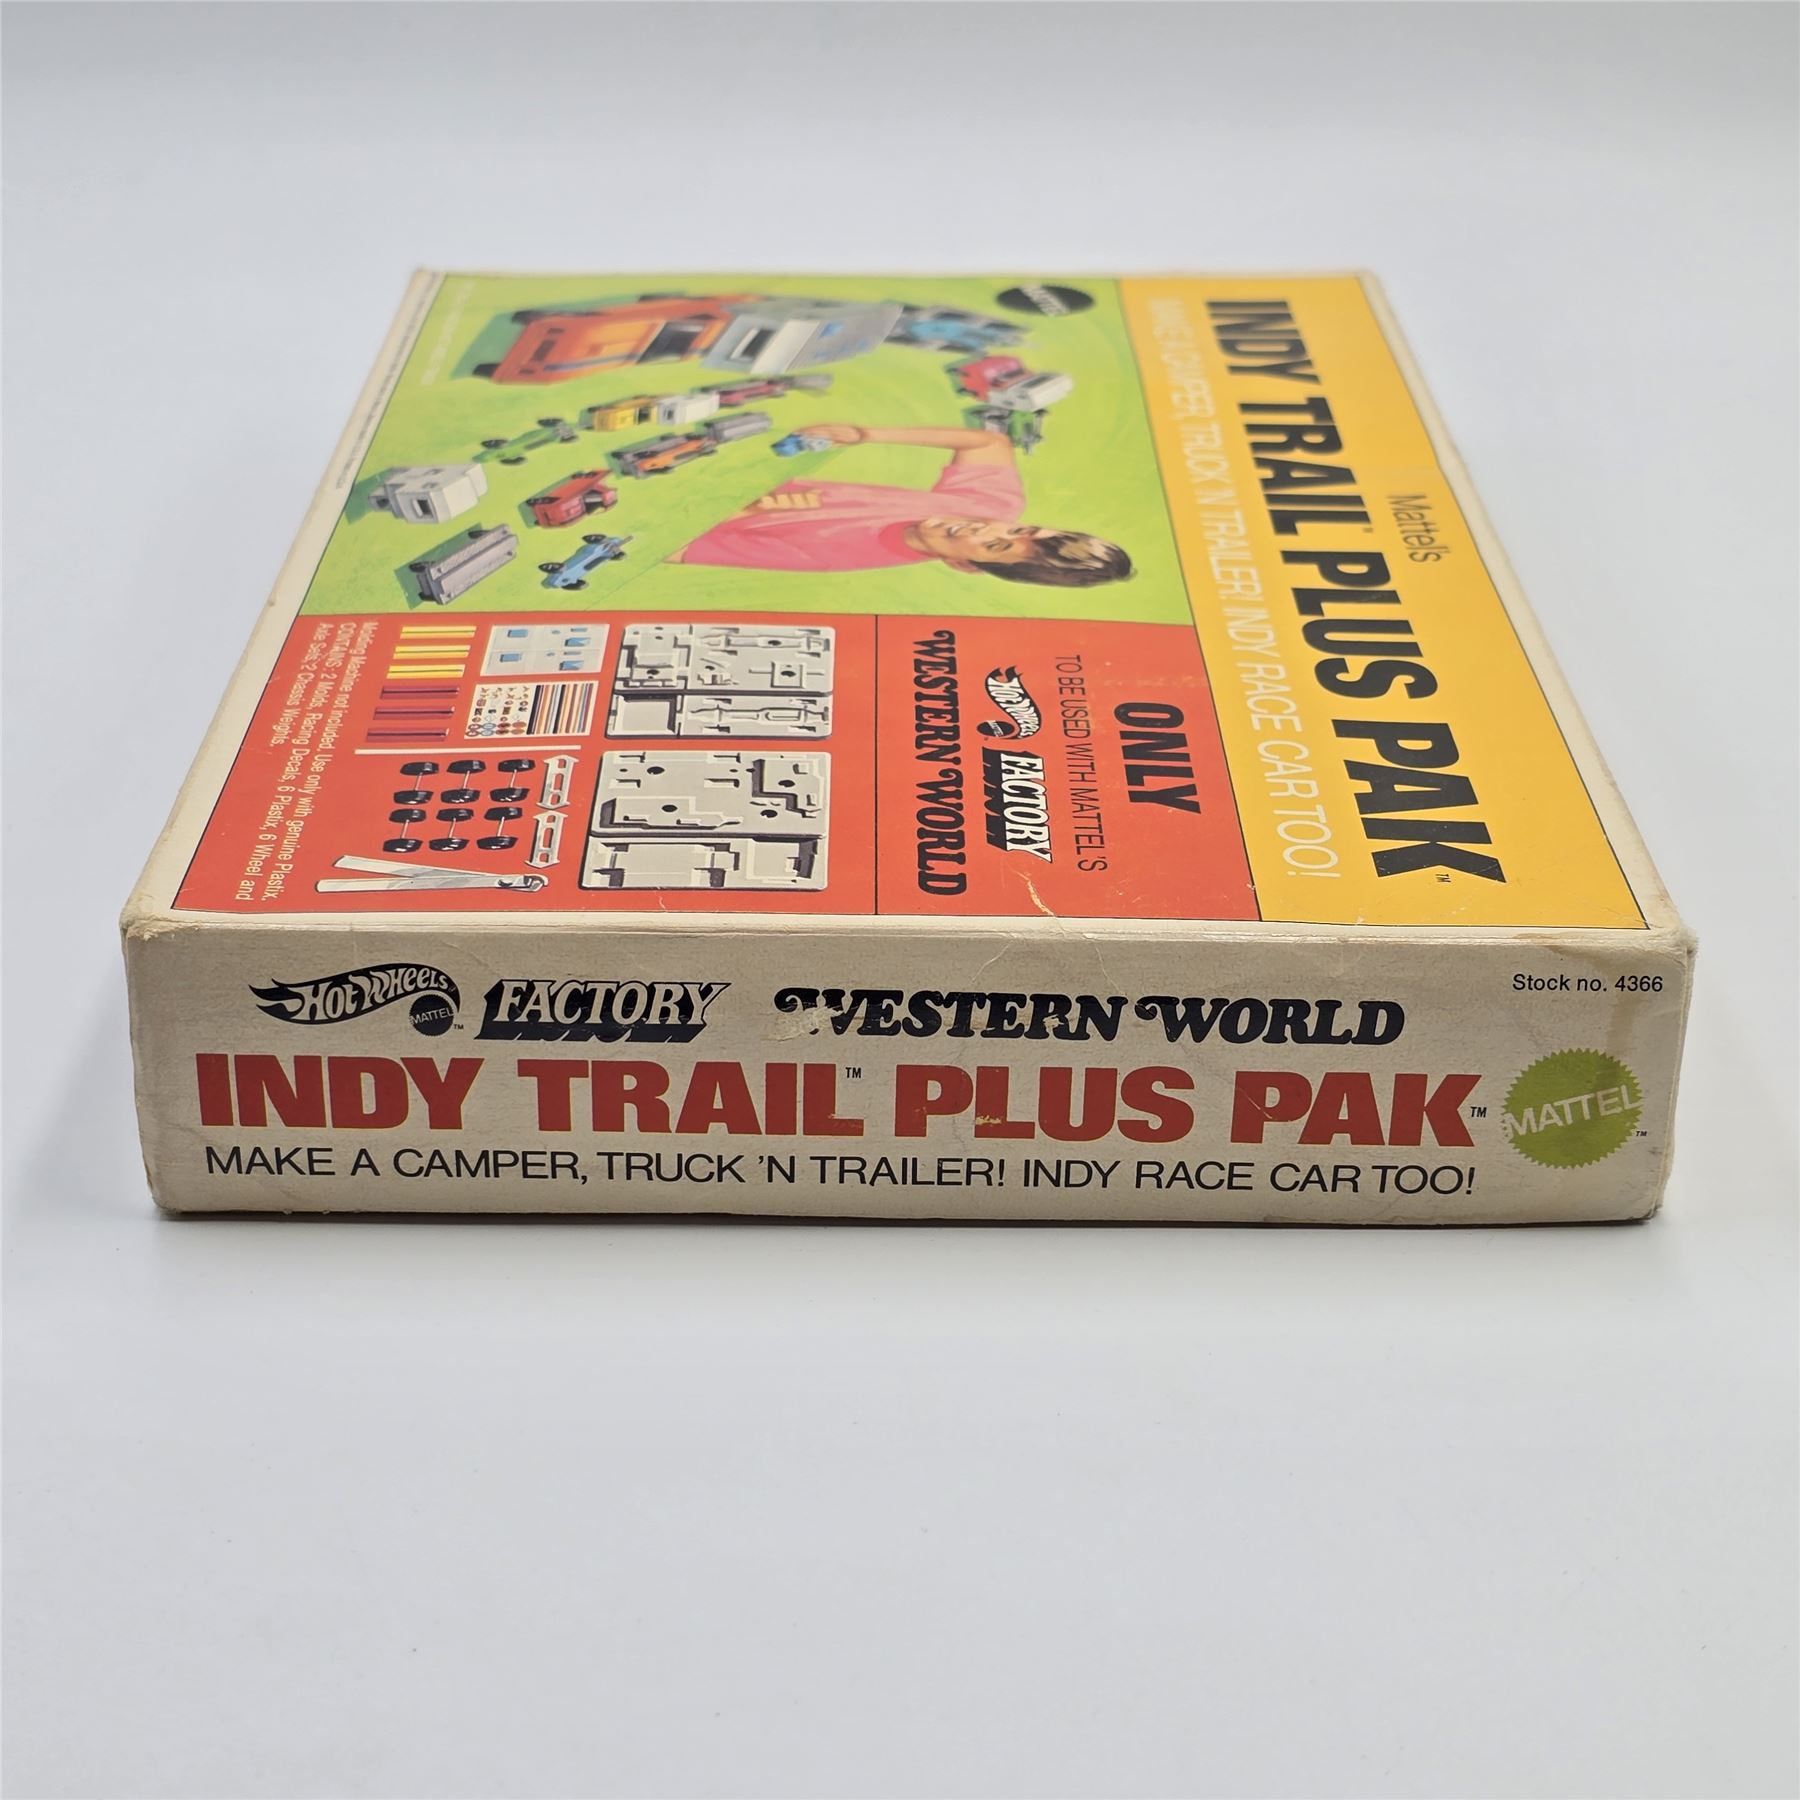 Mattel's
INDY TRAIL™ PLUS PAK™
MAKE A CAMPER, TRUCK 'N TRAILER! INDY RACE CAR TOO!
MATTEL
ONLY
TO BE USED WITH MATTEL'S
HOT WHEELS FACTORY
WESTERN WORLD
Molding Machine not included. Use only with genuine Plastix.
CONTAINS: 2 Molds, Racing Decals, 6 Plastix, 6 Wheel and
Axle Sets, 2 Chassis Weights.
HOT WHEELS MATTEL™ FACTORY WESTERN WORLD
Stock no. 4366
INDY TRAIL™ PLUS PAK™
MATTEL™
MAKE A CAMPER, TRUCK 'N TRAILER! INDY RACE CAR TOO!